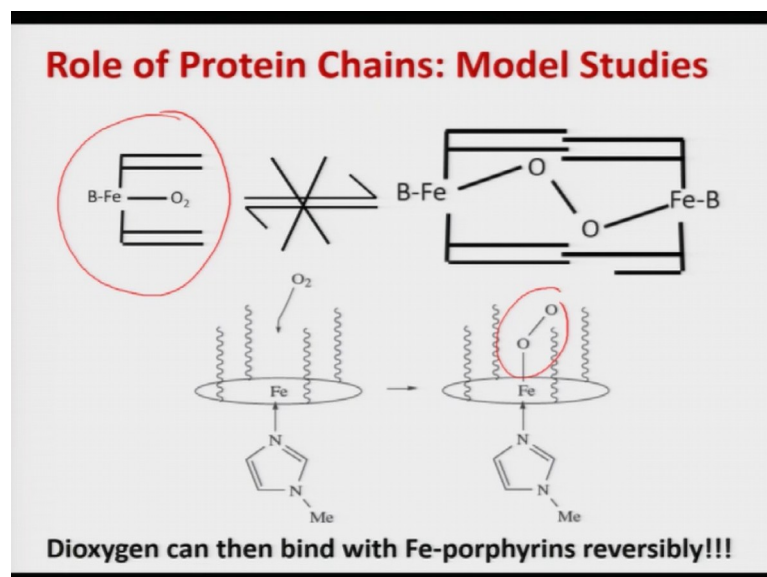 Role of Protein Chains: Model Studies
B-Fe
O₂
B-Fe
O
O
Fe-B
O₂
Fe
N
N
Me
O
O
Fe
N
N
Me
Dioxygen can then bind with Fe-porphyrins reversibly!!!